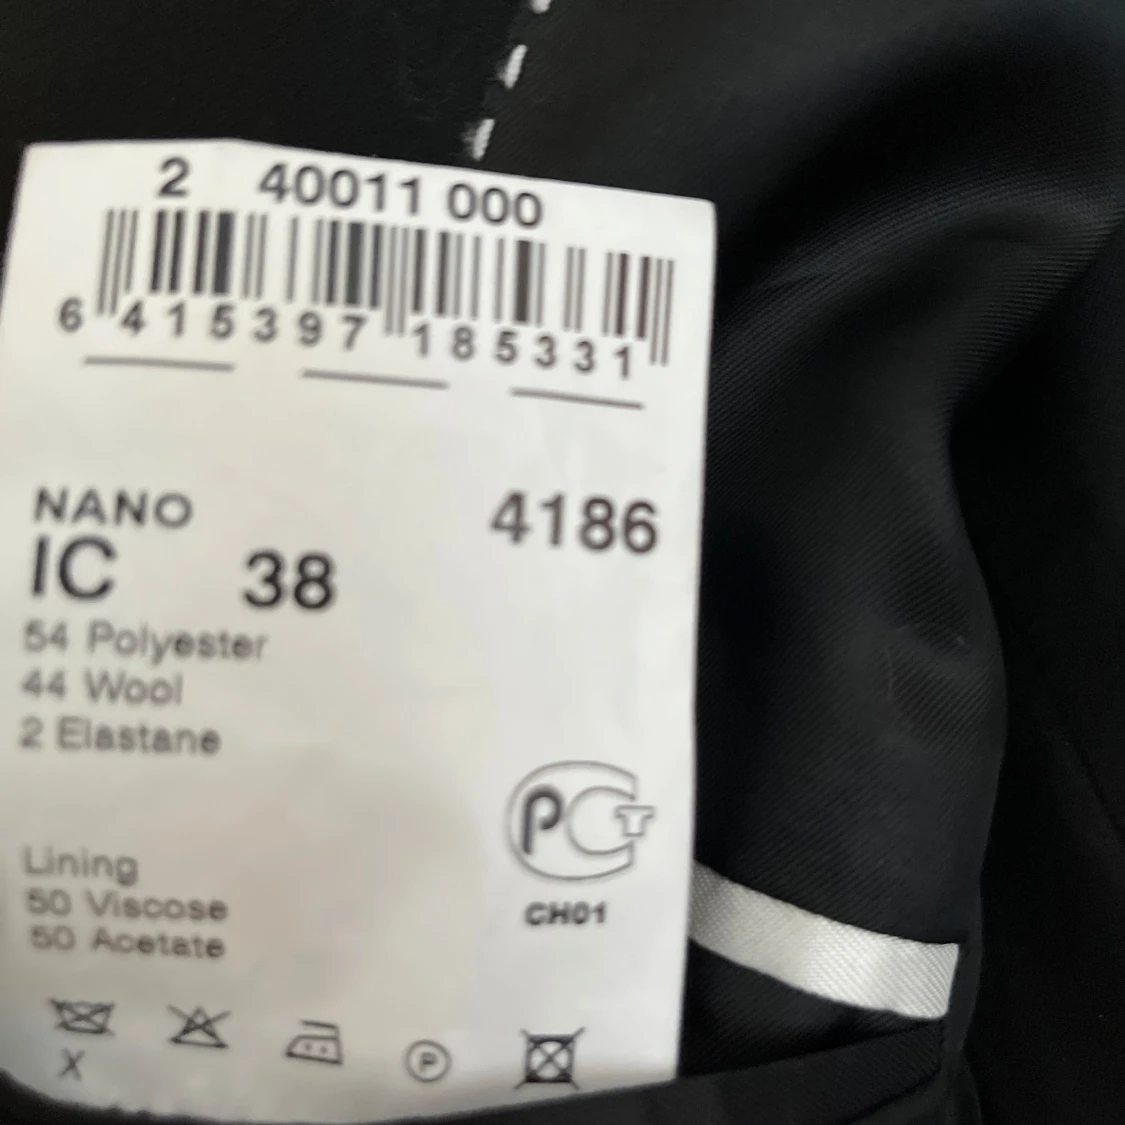 2 40011 000
6 415397 185331
NANO 4186
IC 38
54 Polyester
44 Wool
2 Elastane
Lining
50 Viscose
50 Acetate
РСТ
CH01
P
X